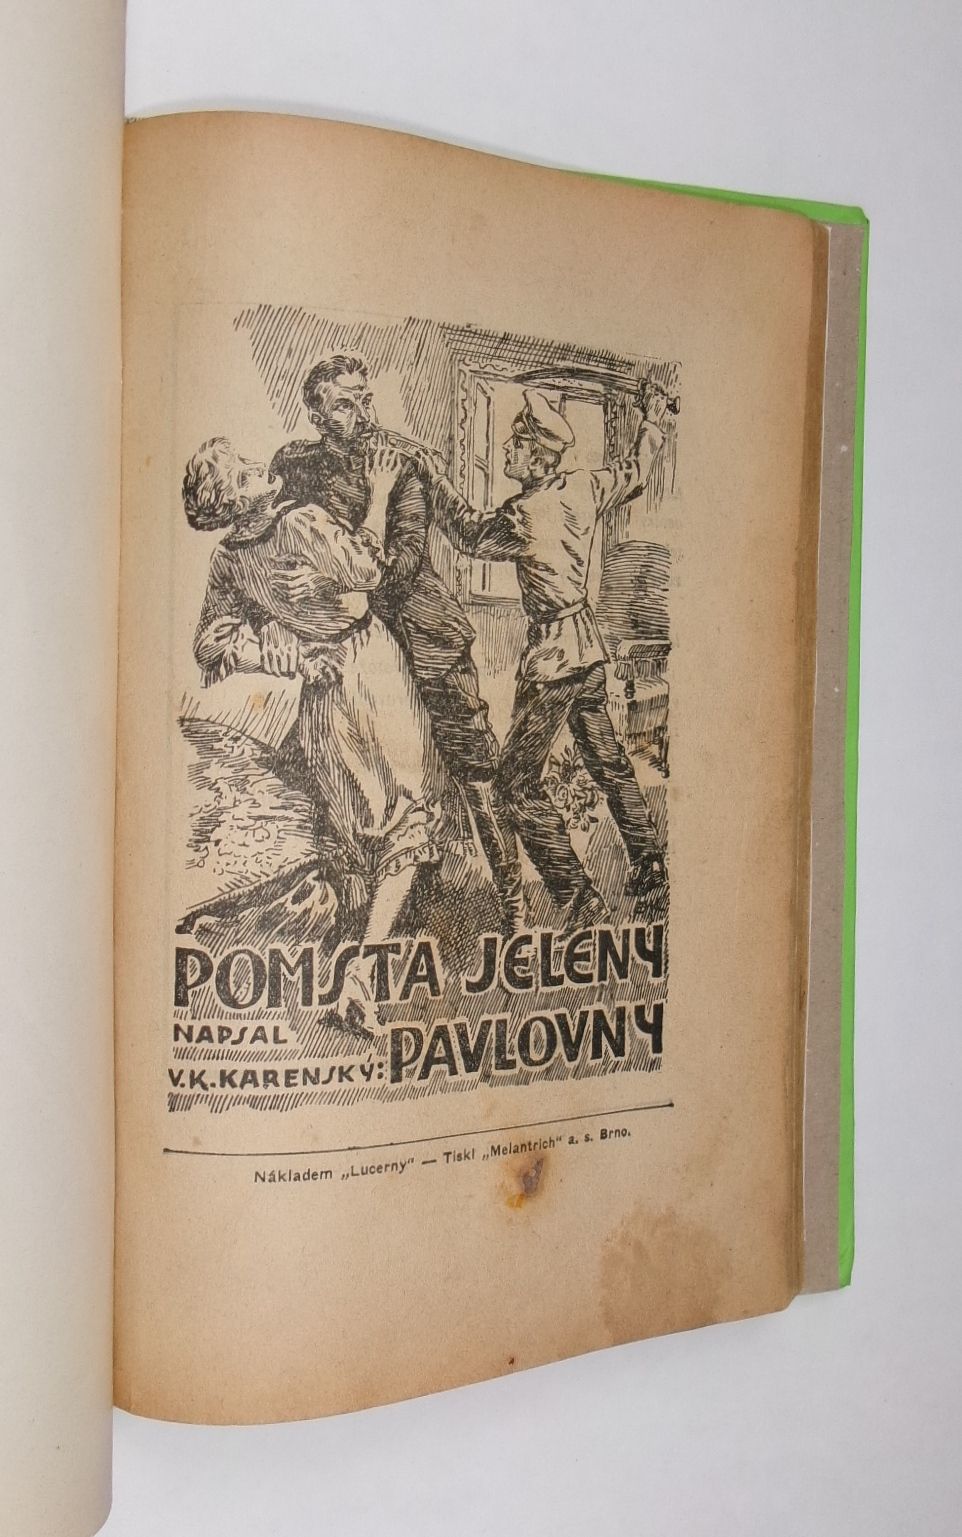 POMSTA JELENY
NAPSAL
V.K.KARENSKÝ: PAVLOVNY
Nákladem „Lucerny" — Tiskl „Melantrich" a. s. Brno.